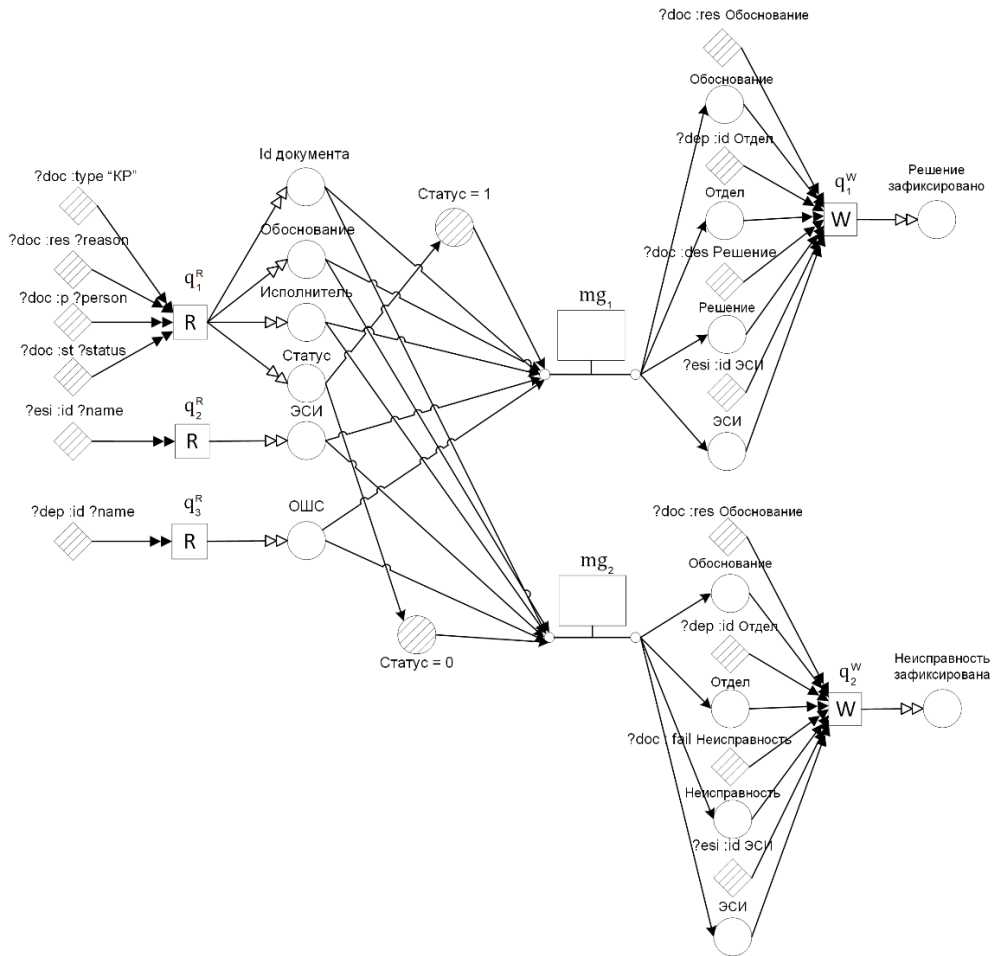 ?doc :type “КР”
?doc :res ?reason
?doc :p ?person
?doc :st ?status
q₁ᴿ
R
?esi :id ?name
q₂ᴿ
R
?dep :id ?name
q₃ᴿ
R
Id документа
Обоснование
Исполнитель
Статус
ЭСИ
ОШС
Статус = 1
Статус = 0
mg₁
mg₂
?doc :res Обоснование
Обоснование
?dep :id Отдел
Отдел
?doc :des Решение
Решение
?esi :id ЭСИ
ЭСИ
q₁ᵂ
W
Решение
зафиксировано
?doc :res Обоснование
Обоснование
?dep :id Отдел
Отдел
?doc : fail Неисправность
Неисправность
?esi :id ЭСИ
ЭСИ
q₂ᵂ
W
Неисправность
зафиксирована